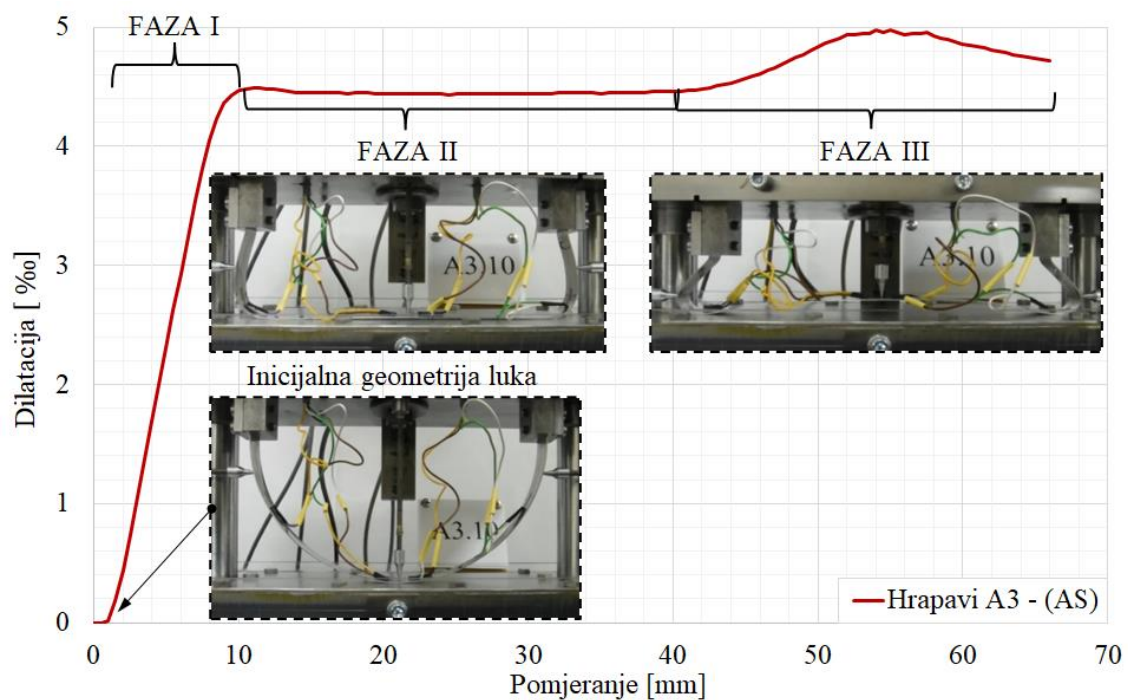 5
FAZA I
4
FAZA II
FAZA III
A3.10
A3.10
3
Dilatacija [ ‰]
Inicijalna geometrija luka
2
1
A3.10
Hrapavi A3 - (AS)
0
0 10 20 30 40 50 60 70
Pomjeranje [mm]